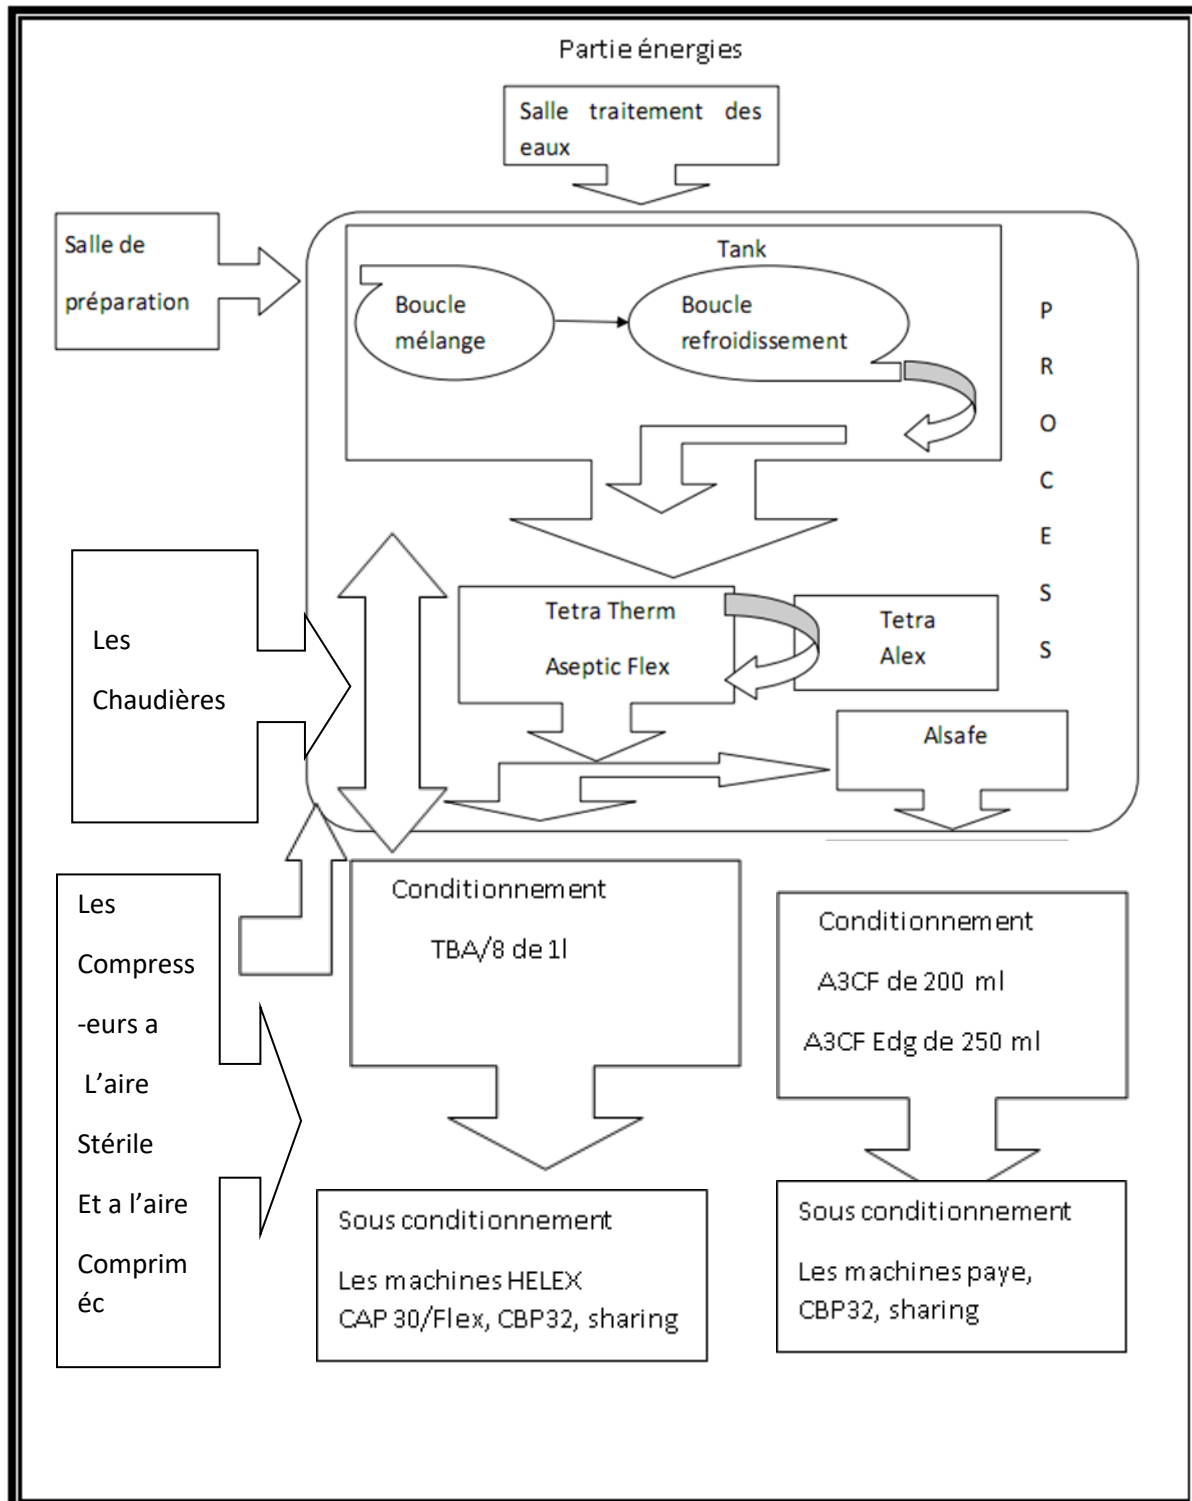 Partie énergies
Salle traitement des
eaux
Salle de
préparation
Tank
Boucle
mélange
Boucle
refroidissement
P
R
O
C
E
S
S
Les
Chaudières
Tetra Therm
Aseptic Flex
Tetra
Alex
Alsafe
Les
Compress
-eurs a
L’aire
Stérile
Et a l’aire
Comprim
éc
Conditionnement
TBA/8 de 1l
Conditionnement
A3CF de 200 ml
A3CF Edg de 250 ml
Sous conditionnement
Les machines HELEX
CAP 30/Flex, CBP32, sharing
Sous conditionnement
Les machines paye,
CBP32, sharing